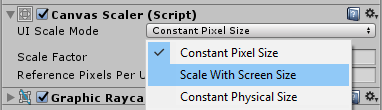 Canvas Scaler (Script)
UI Scale Mode
Constant Pixel Size
Constant Pixel Size
Scale Factor
Scale With Screen Size
Reference Pixels Per
Constant Physical Size
Graphic